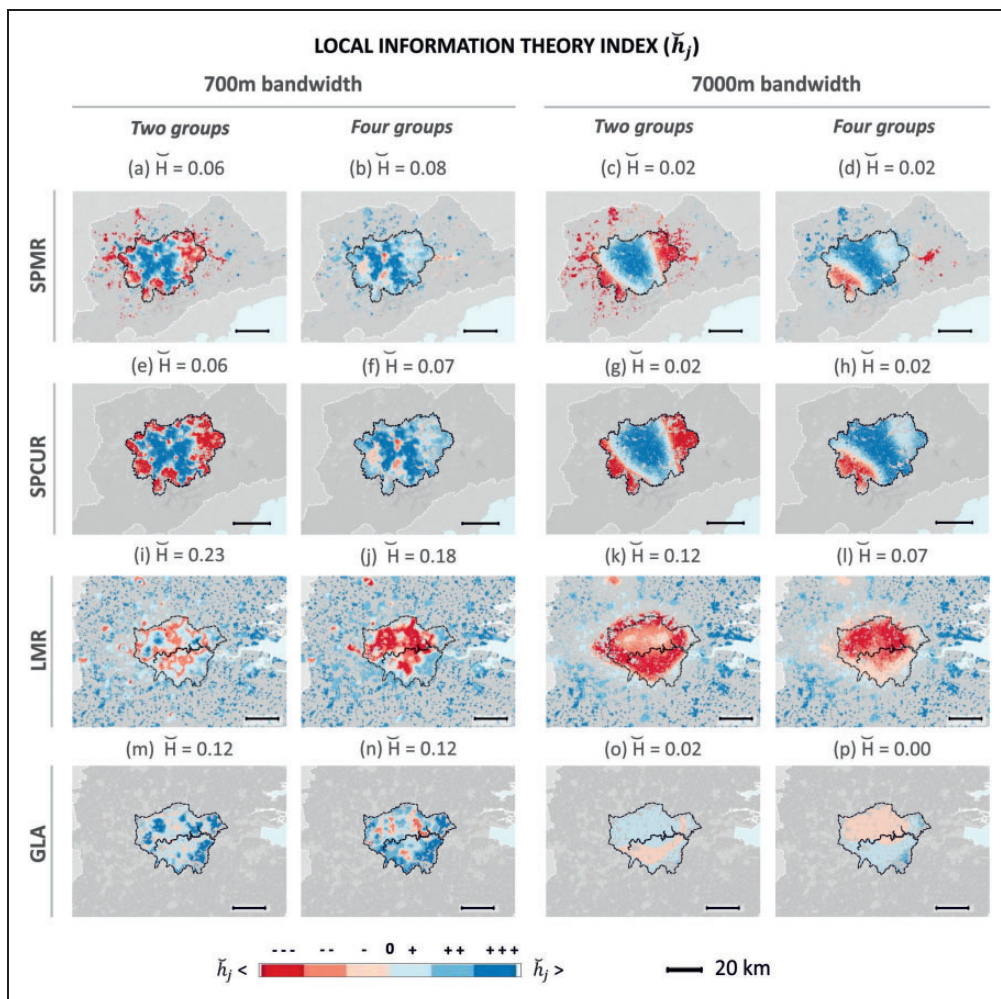 LOCAL INFORMATION THEORY INDEX (h̆ⱼ)
700m bandwidth 7000m bandwidth
Two groups Four groups Two groups Four groups
(a) H̆ = 0.06 (b) H̆ = 0.08 (c) H̆ = 0.02 (d) H̆ = 0.02
SPMR
(e) H̆ = 0.06 (f) H̆ = 0.07 (g) H̆ = 0.02 (h) H̆ = 0.02
SPCUR
(i) H̆ = 0.23 (j) H̆ = 0.18 (k) H̆ = 0.12 (l) H̆ = 0.07
LMR
(m) H̆ = 0.12 (n) H̆ = 0.12 (o) H̆ = 0.02 (p) H̆ = 0.00
GLA
--- -- - 0 + ++ +++
h̆ⱼ < h̆ⱼ > 20 km